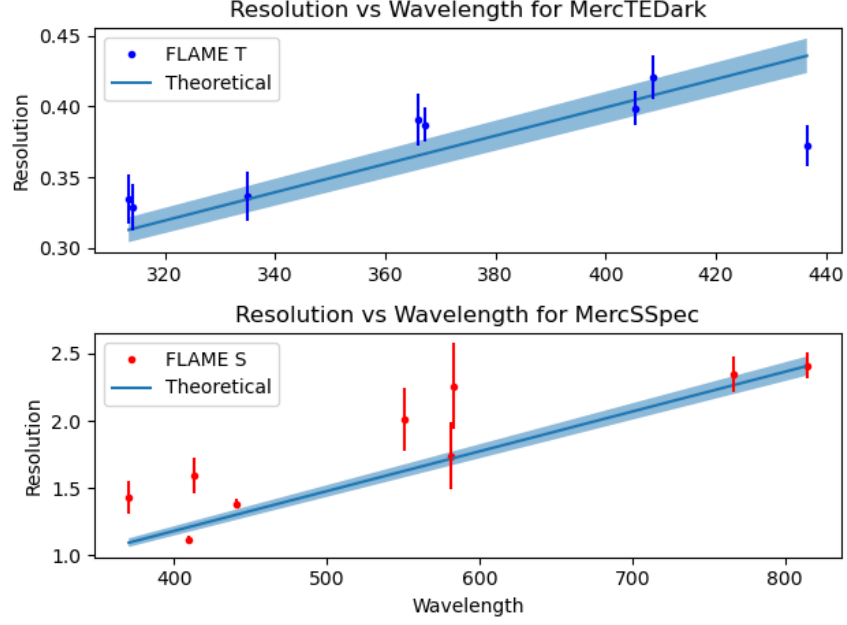 Resolution vs Wavelength for MercTEDark
0.45
0.40
0.35
0.30
Resolution
FLAME T
Theoretical
320
340
360
380
400
420
440
Resolution vs Wavelength for MercSSpec
2.5
2.0
1.5
1.0
Resolution
FLAME S
Theoretical
400
500
600
700
800
Wavelength